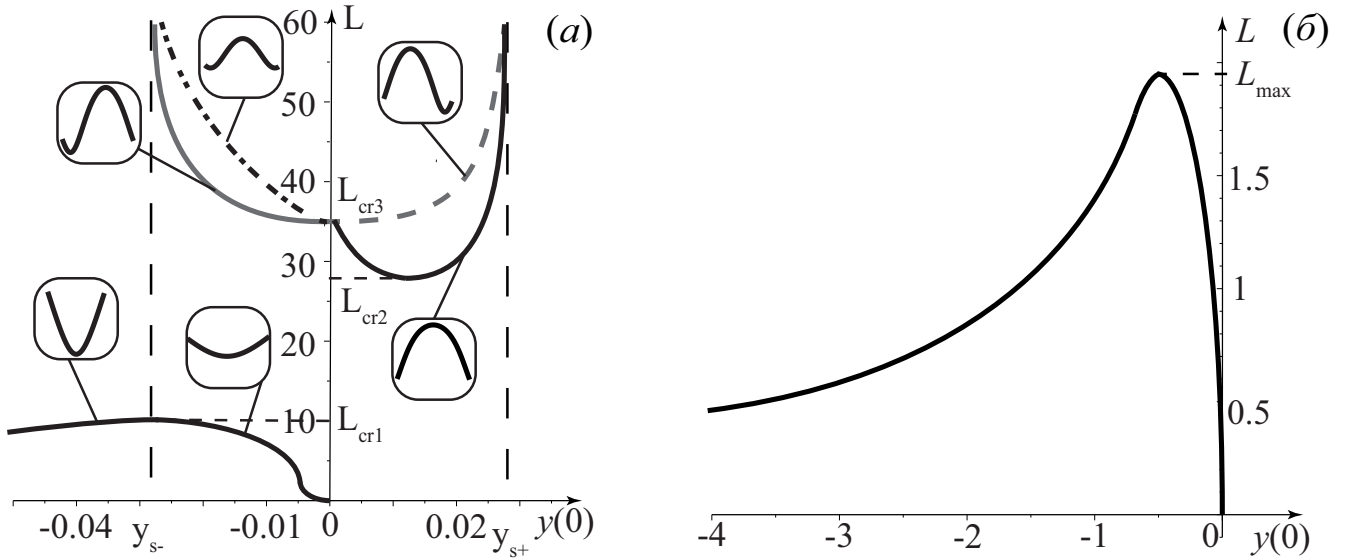 60 L (а)
50
40
L cr3
30
L cr2
20
10 L cr1
-0.04 y s- -0.01 0 0.02 y s+ y(0)
L (б)
L max
1.5
1
0.5
-4 -3 -2 -1 0 y(0)